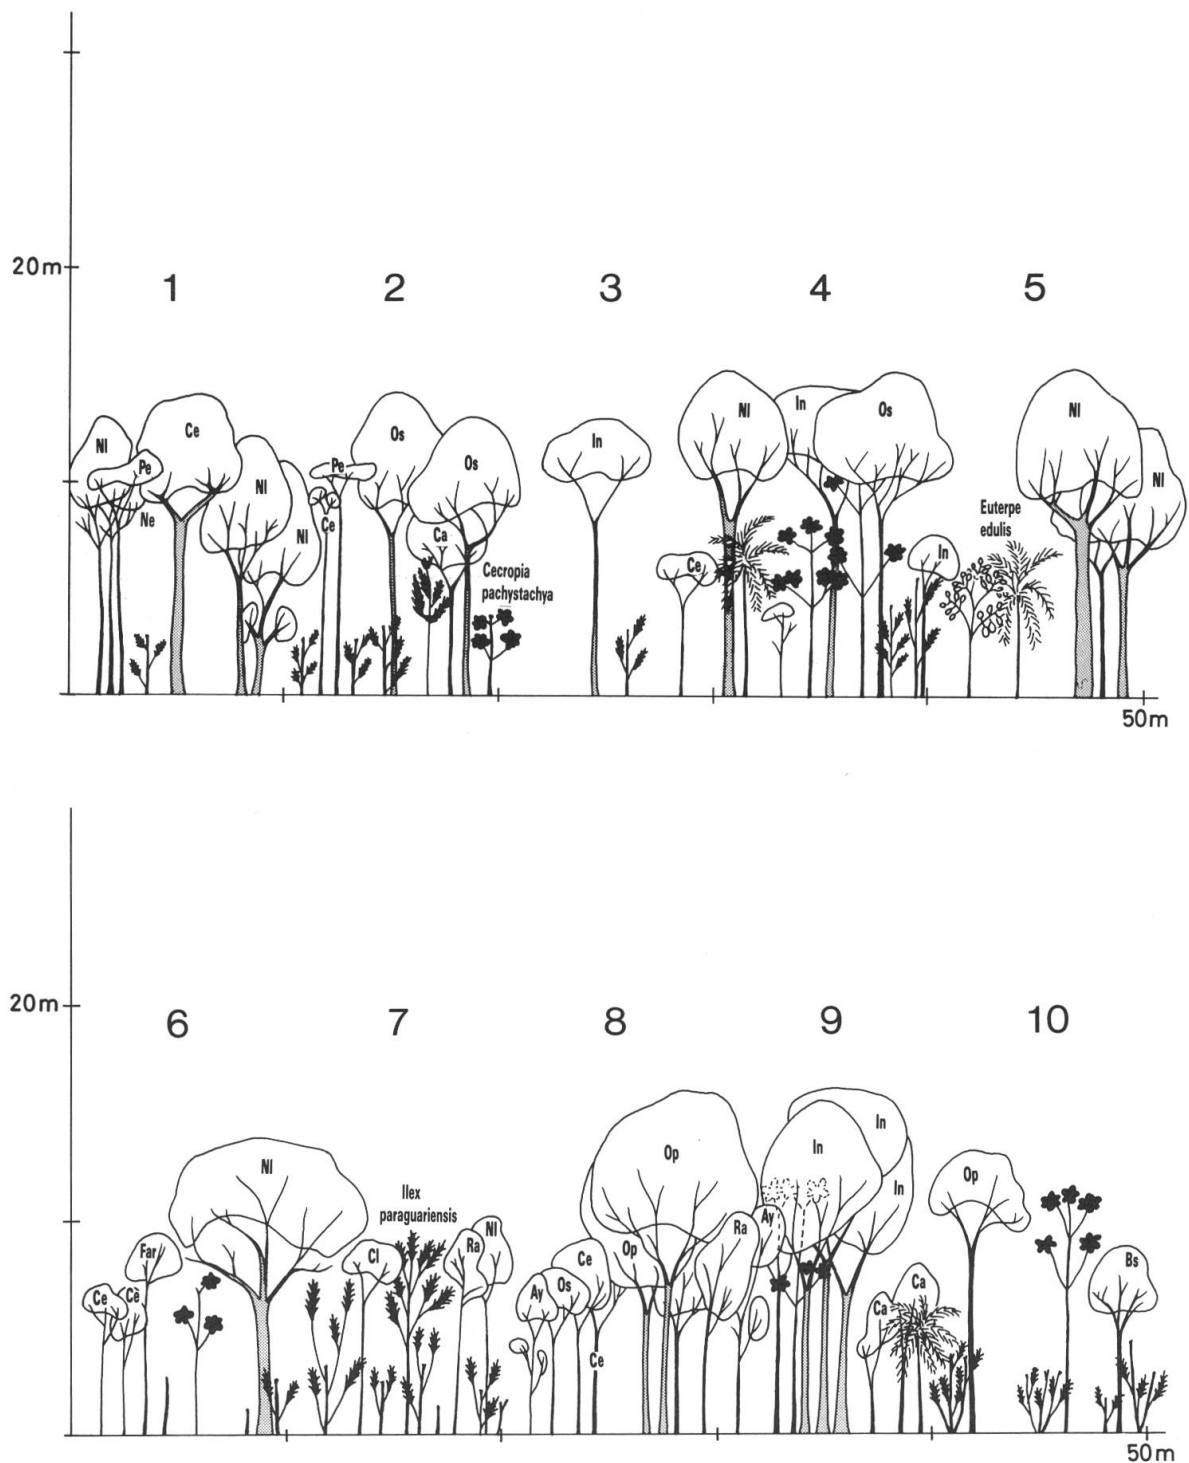 20m
1 2 3 4 5
Nl Pe Ce Ne Nl Nl Pe Ce Os Os Ca
Cecropia
pachystachya
In Ce Nl In Os In
Euterpe
edulis
Nl Nl
50m
20m
6 7 8 9 10
Ce Ce Far Nl Cl
Ilex
paraguariensis
Ra Nl Ay Os Ce Ce Op Op Ra Ay In In In Ca Ca Op Bs
50m